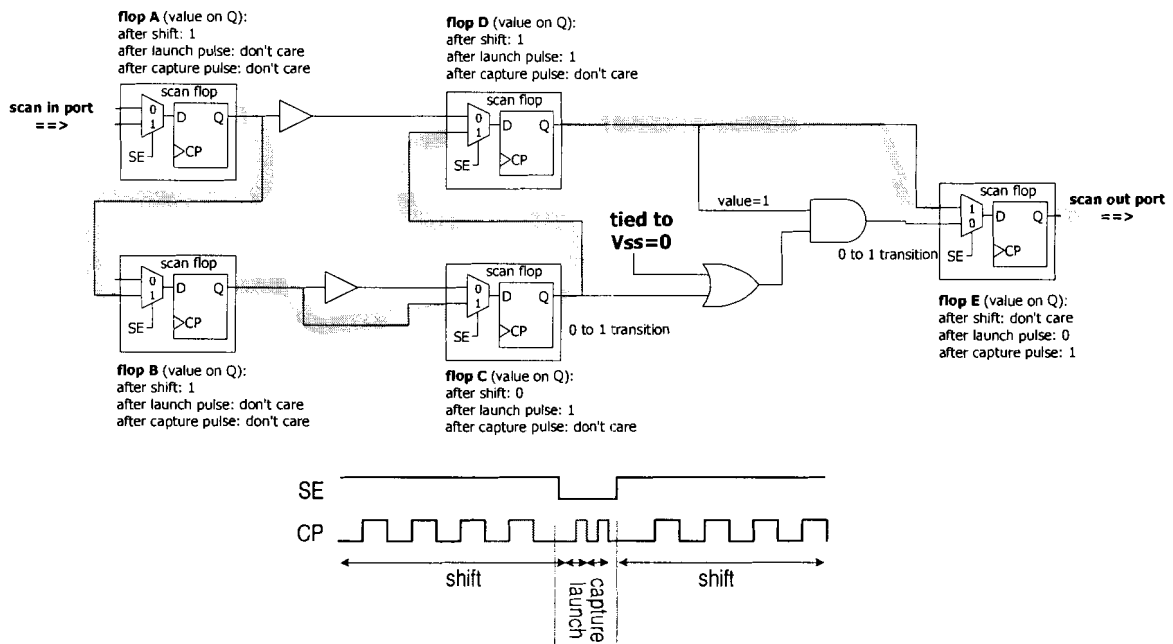 flop A (value on Q):
after shift: 1
after launch pulse: don't care
after capture pulse: don't care
flop D (value on Q):
after shift: 1
after launch pulse: 1
after capture pulse: don't care
scan in port
==>
scan flop
0
1
D Q
CP
SE
scan flop
0
1
D Q
CP
SE
scan flop
1
0
D Q
CP
SE
scan out port
==>
value=1
tied to
Vss=0
0 to 1 transition
scan flop
0
1
D Q
CP
SE
scan flop
0
1
D Q
CP
SE
0 to 1 transition
flop E (value on Q):
after shift: don't care
after launch pulse: 0
after capture pulse: 1
flop B (value on Q):
after shift: 1
after launch pulse: don't care
after capture pulse: don't care
flop C (value on Q):
after shift: 0
after launch pulse: 1
after capture pulse: don't care
SE
CP
shift
launch
capture
shift